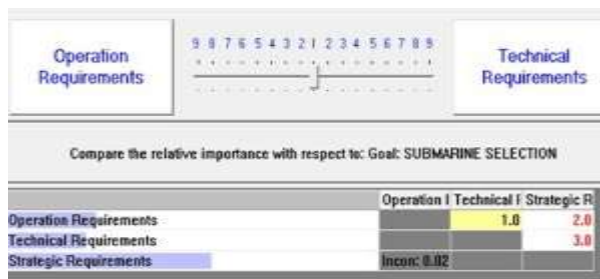 Operation
Requirements
9 8 7 6 5 4 3 2 1 2 3 4 5 6 7 8 9
Technical
Requirements
Compare the relative importance with respect to: Goal: SUBMARINE SELECTION
Operation I Technical I Strategic R
Operation Requirements 1.0 2.0
Technical Requirements 3.0
Strategic Requirements Incon: 0.02